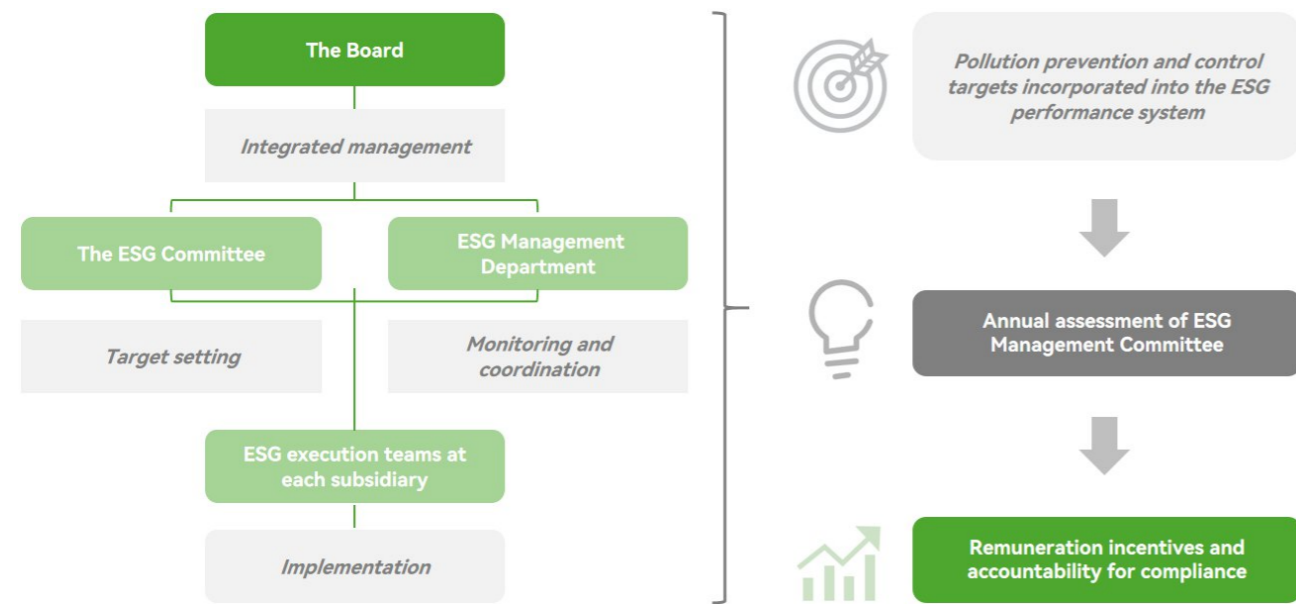 The Board
Integrated management
The ESG Committee
ESG Management
Department
Target setting
Monitoring and
coordination
ESG execution teams at
each subsidiary
Implementation
Pollution prevention and control
targets incorporated into the ESG
performance system
Annual assessment of ESG
Management Committee
Remuneration incentives and
accountability for compliance